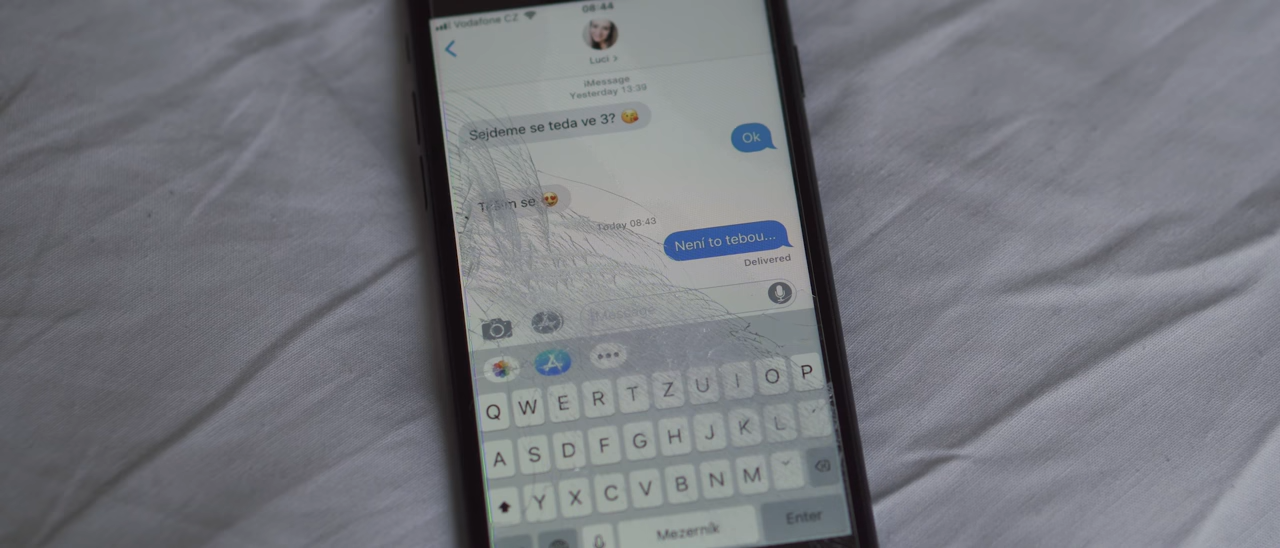 Vodafone CZ 08:44
Luci
iMessage
Yesterday 13:39
Sejdeme se teda ve 3? 😘
Ok
se 😍
Today 08:43
Není to tebou...
Delivered
iMessage
Q W E R T Z U I O P
A S D F G H J K L
Y X C V B N M
Mezerník Enter